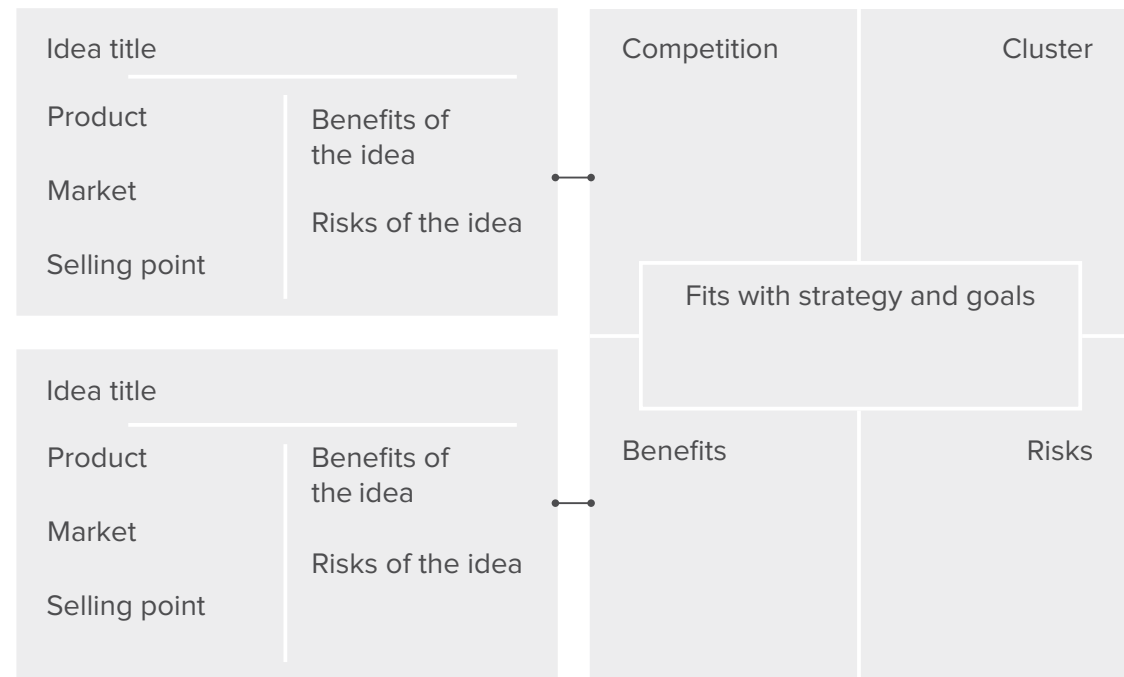 Idea title
Product
Market
Selling point
Benefits of
the idea
Risks of the idea
Idea title
Product
Market
Selling point
Benefits of
the idea
Risks of the idea
Competition
Cluster
Fits with strategy and goals
Benefits
Risks